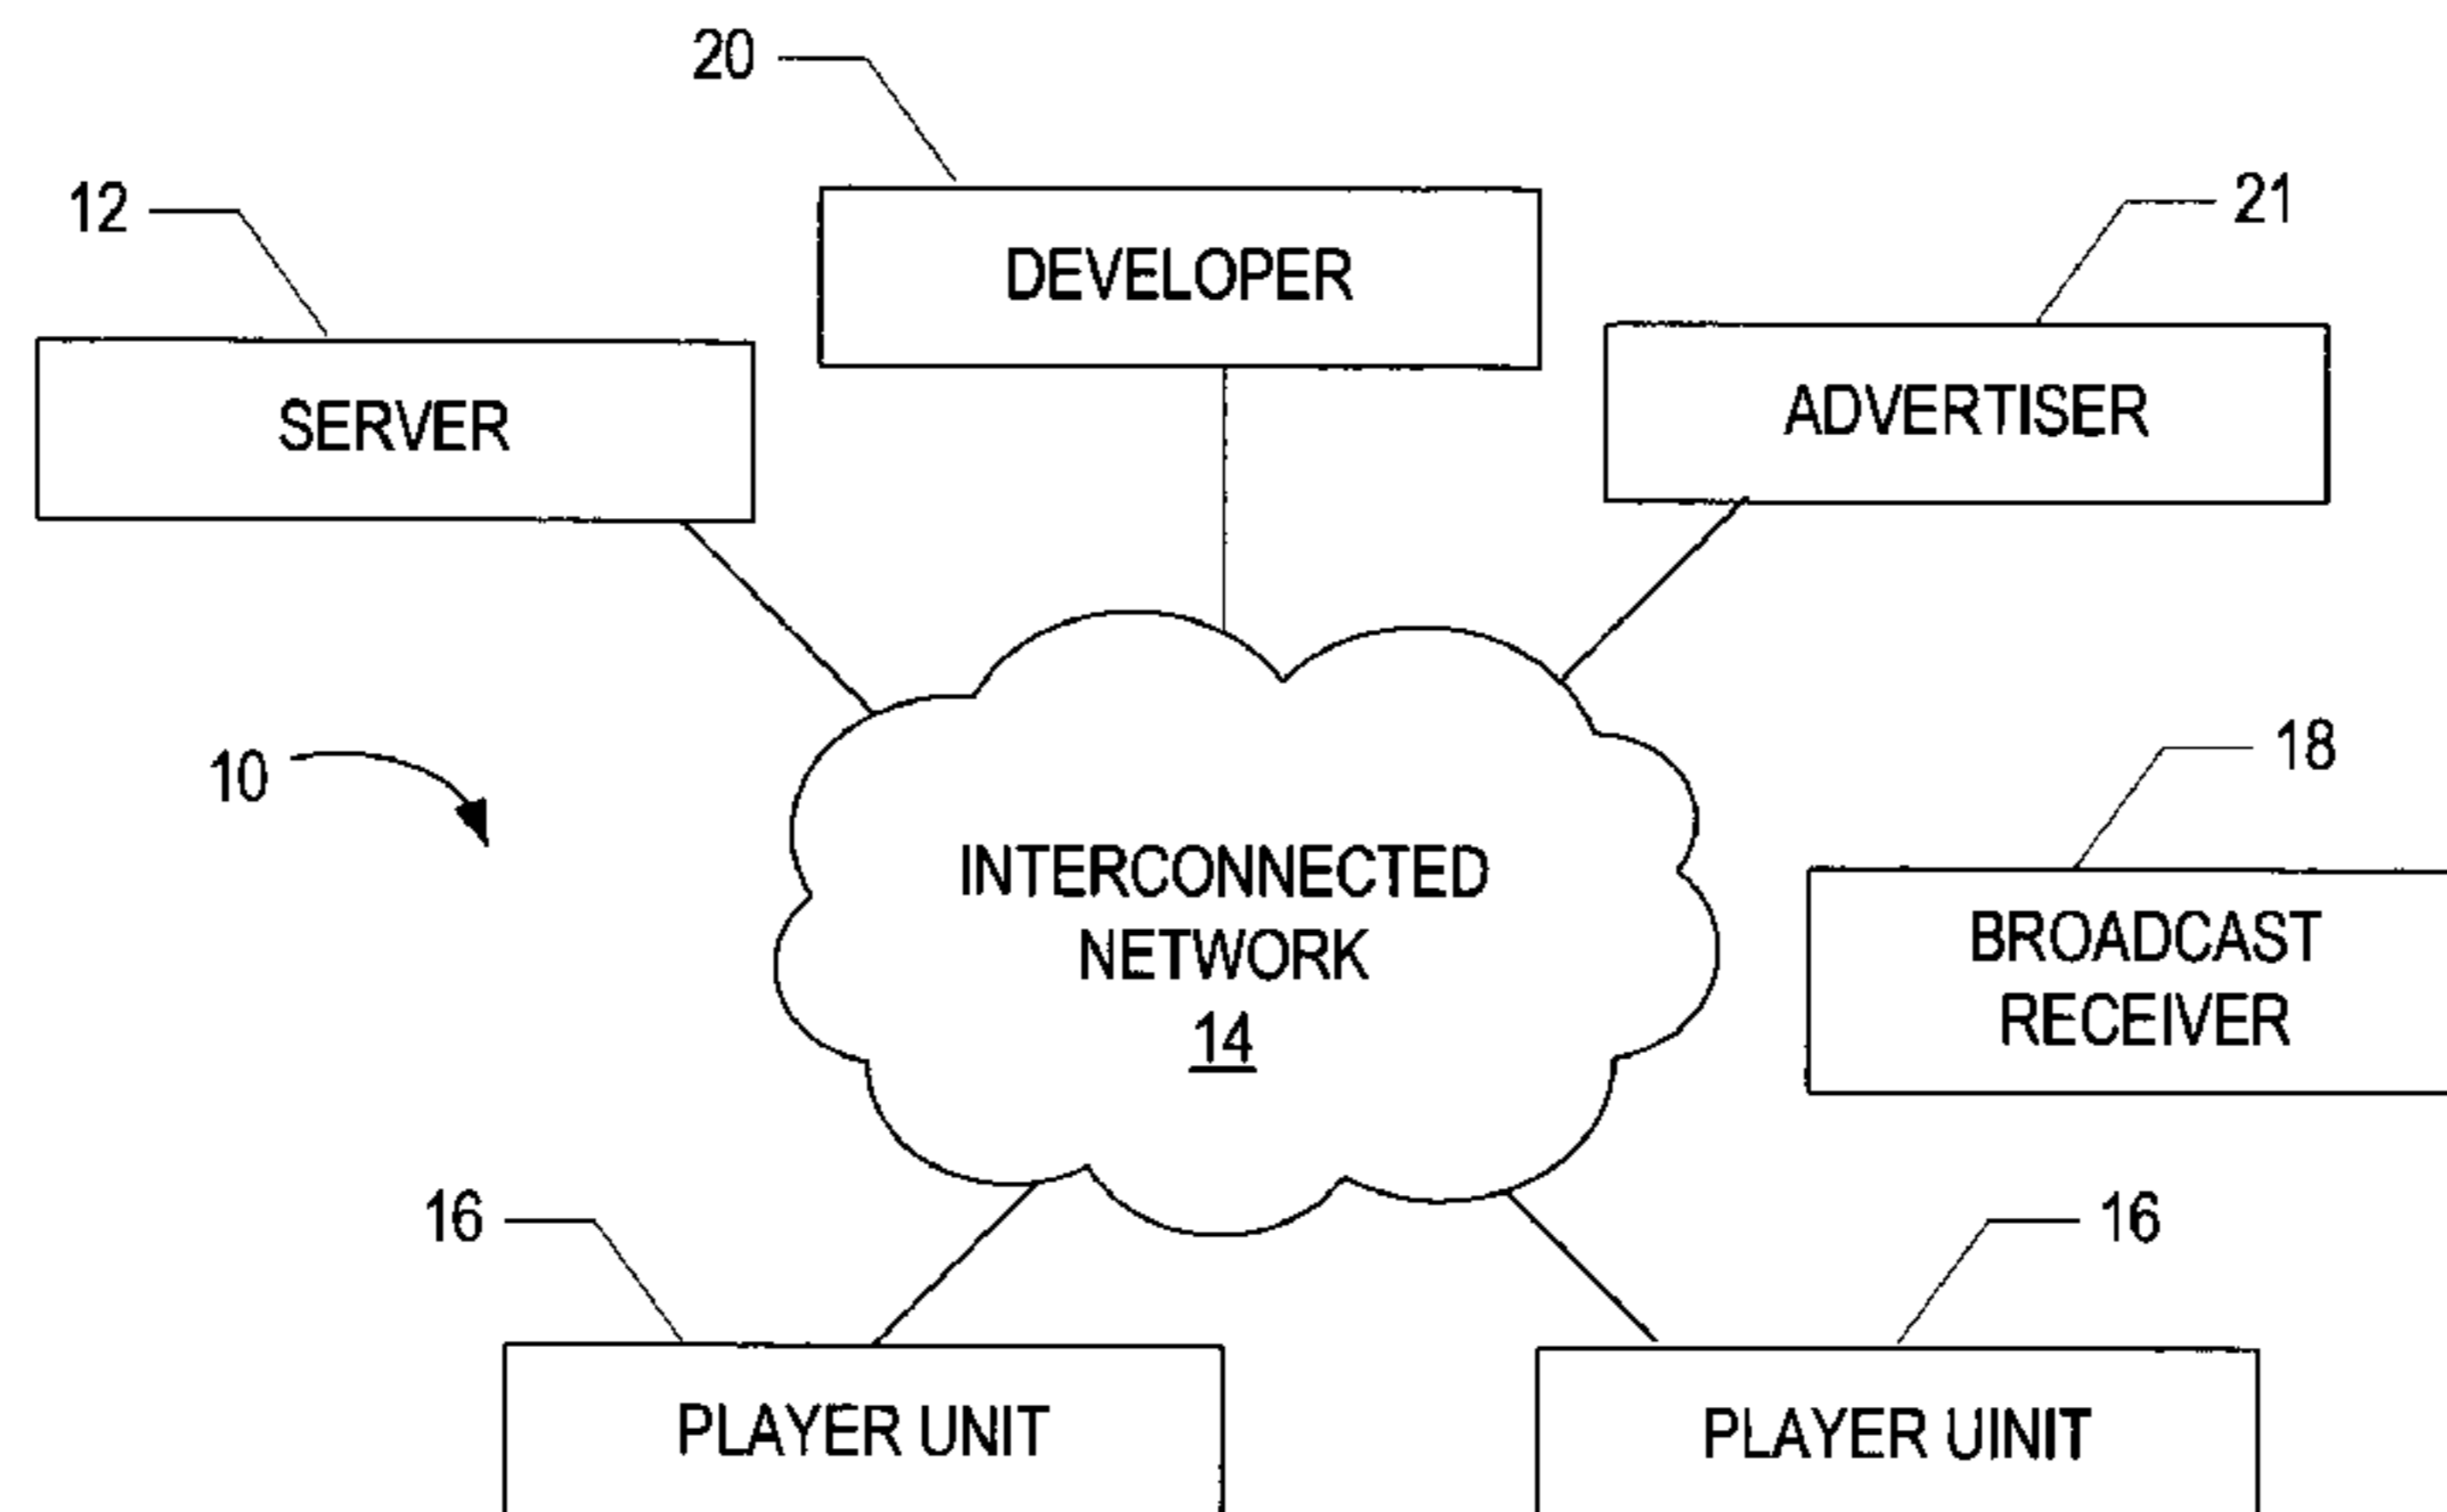 20
12
DEVELOPER
21
SERVER
ADVERTISER
10
18
INTERCONNECTED
NETWORK
14
BROADCAST
RECEIVER
16
16
PLAYER UNIT
PLAYER UINIT